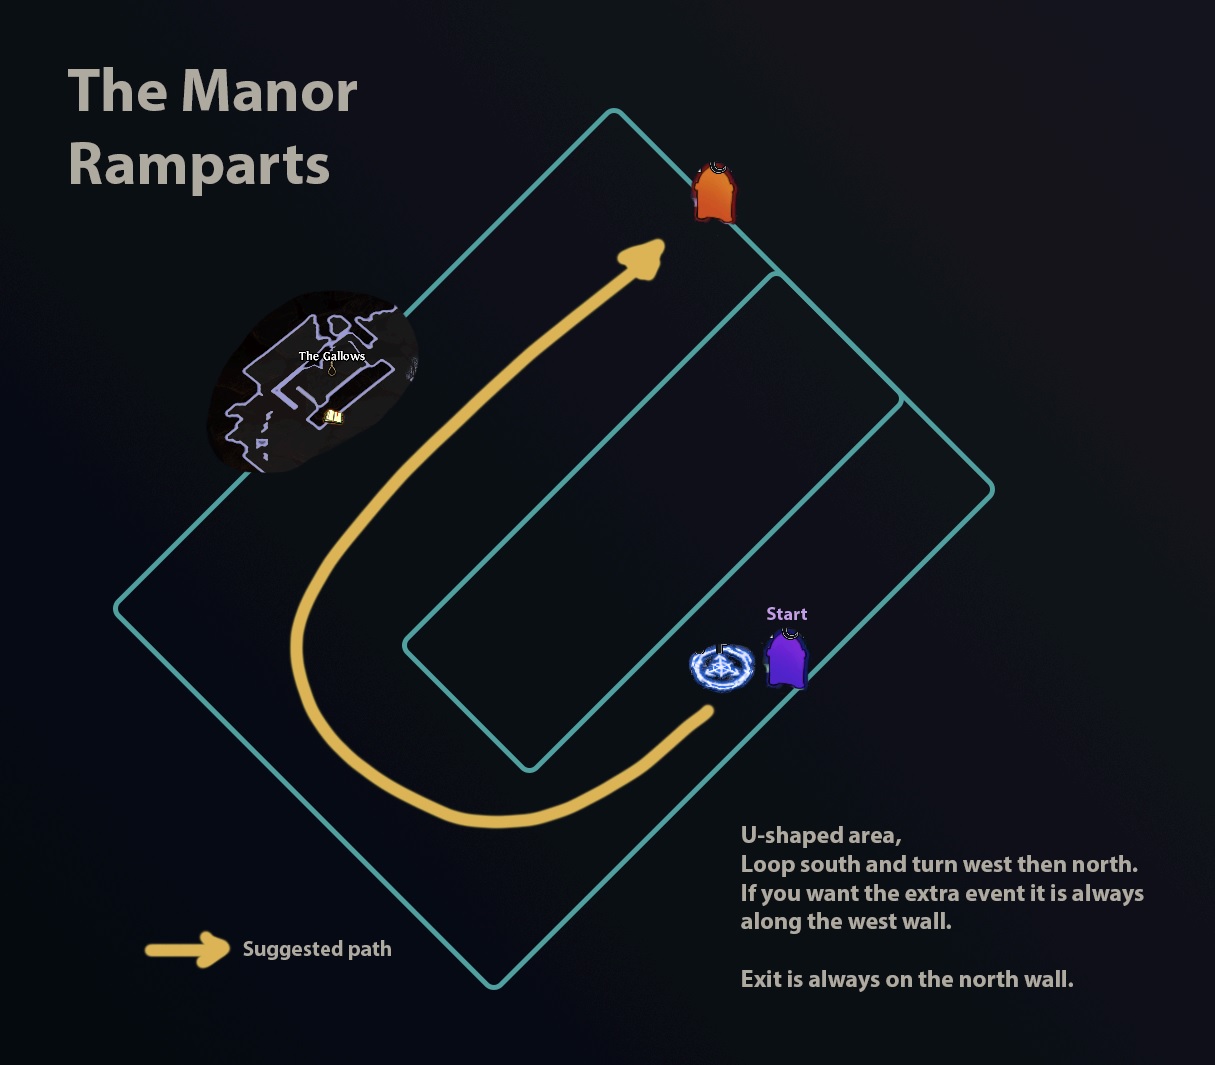 The Manor
Ramparts
The Gallows
Start
U-shaped area,
Loop south and turn west then north.
If you want the extra event it is always
along the west wall.
Exit is always on the north wall.
Suggested path